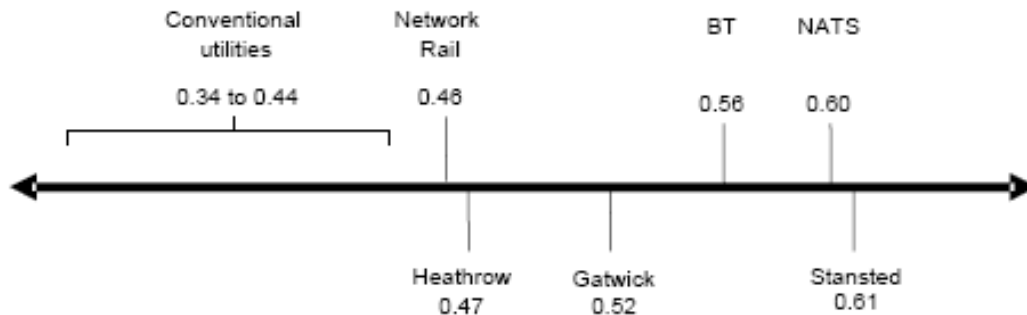 Conventional
utilities
0.34 to 0.44
Network
Rail
0.46
BT
0.56
NATS
0.60
Heathrow
0.47
Gatwick
0.52
Stansted
0.61